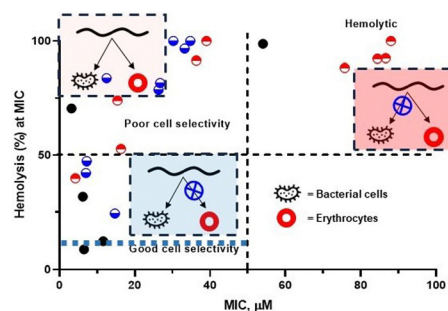 Hemolytic
100
Poor cell selectivity
50
Hemolysis (%) at MIC
= Bacterial cells
= Erythrocytes
Good cell selectivity
0
0
20
40
60
80
100
MIC, µM